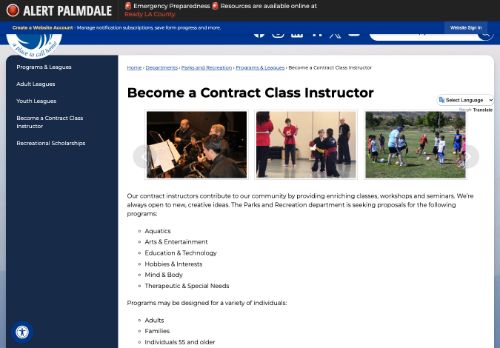 ALERT PALMDALE
🚨 Emergency Preparedness 🚨 Resources are available online at
Ready LA County.
Create a Website Account - Manage notification subscriptions, save form progress and more.
Website Sign In
a place to call home
Programs & Leagues
Adult Leagues
Youth Leagues
Become a Contract Class
Instructor
Recreational Scholarships
Home › Departments › Parks and Recreation › Programs & Leagues › Become a Contract Class Instructor
Become a Contract Class Instructor
Select Language
Translate
Our contract instructors contribute to our community by providing enriching classes, workshops and seminars. We're
always open to new, creative ideas. The Parks and Recreation department is seeking proposals for the following
programs:
Aquatics
Arts & Entertainment
Education & Technology
Hobbies & Interests
Mind & Body
Therapeutic & Special Needs
Programs may be designed for a variety of individuals:
Adults
Families
Individuals 55 and older